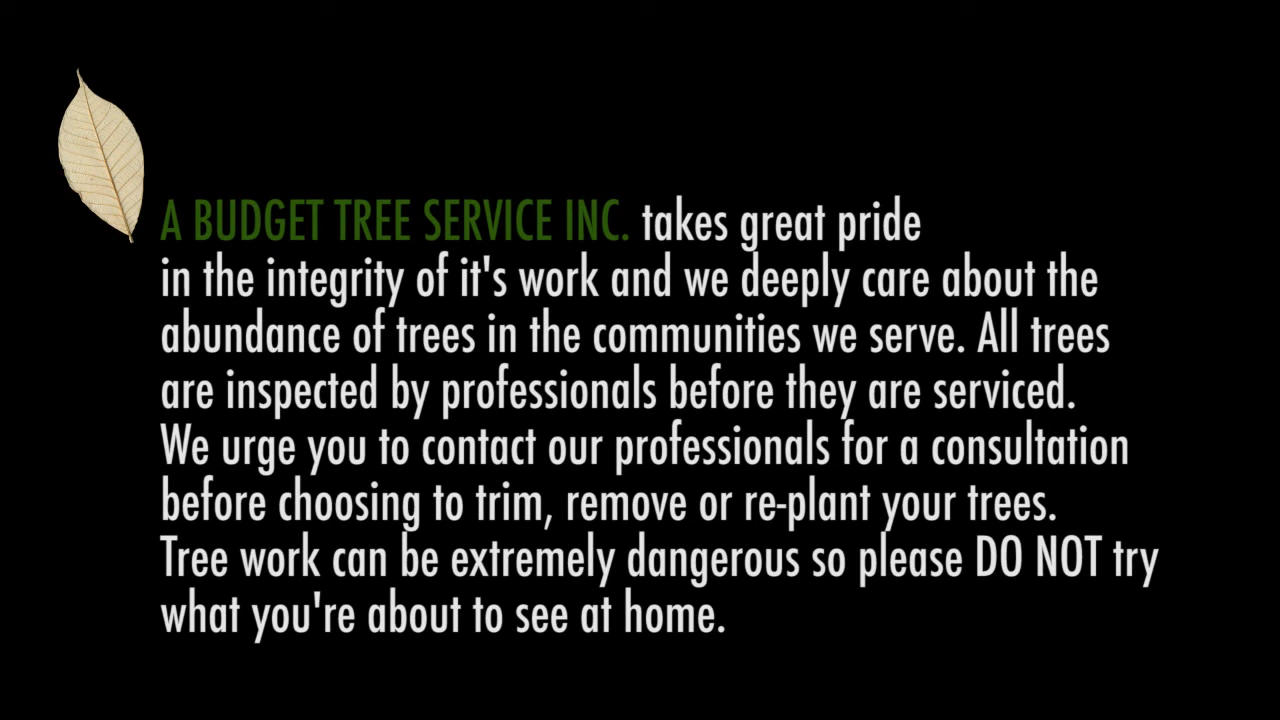 A BUDGET TREE SERVICE INC. takes great pride
in the integrity of it's work and we deeply care about the
abundance of trees in the communities we serve. All trees
are inspected by professionals before they are serviced.
We urge you to contact our professionals for a consultation
before choosing to trim, remove or re-plant your trees.
Tree work can be extremely dangerous so please DO NOT try
what you're about to see at home.